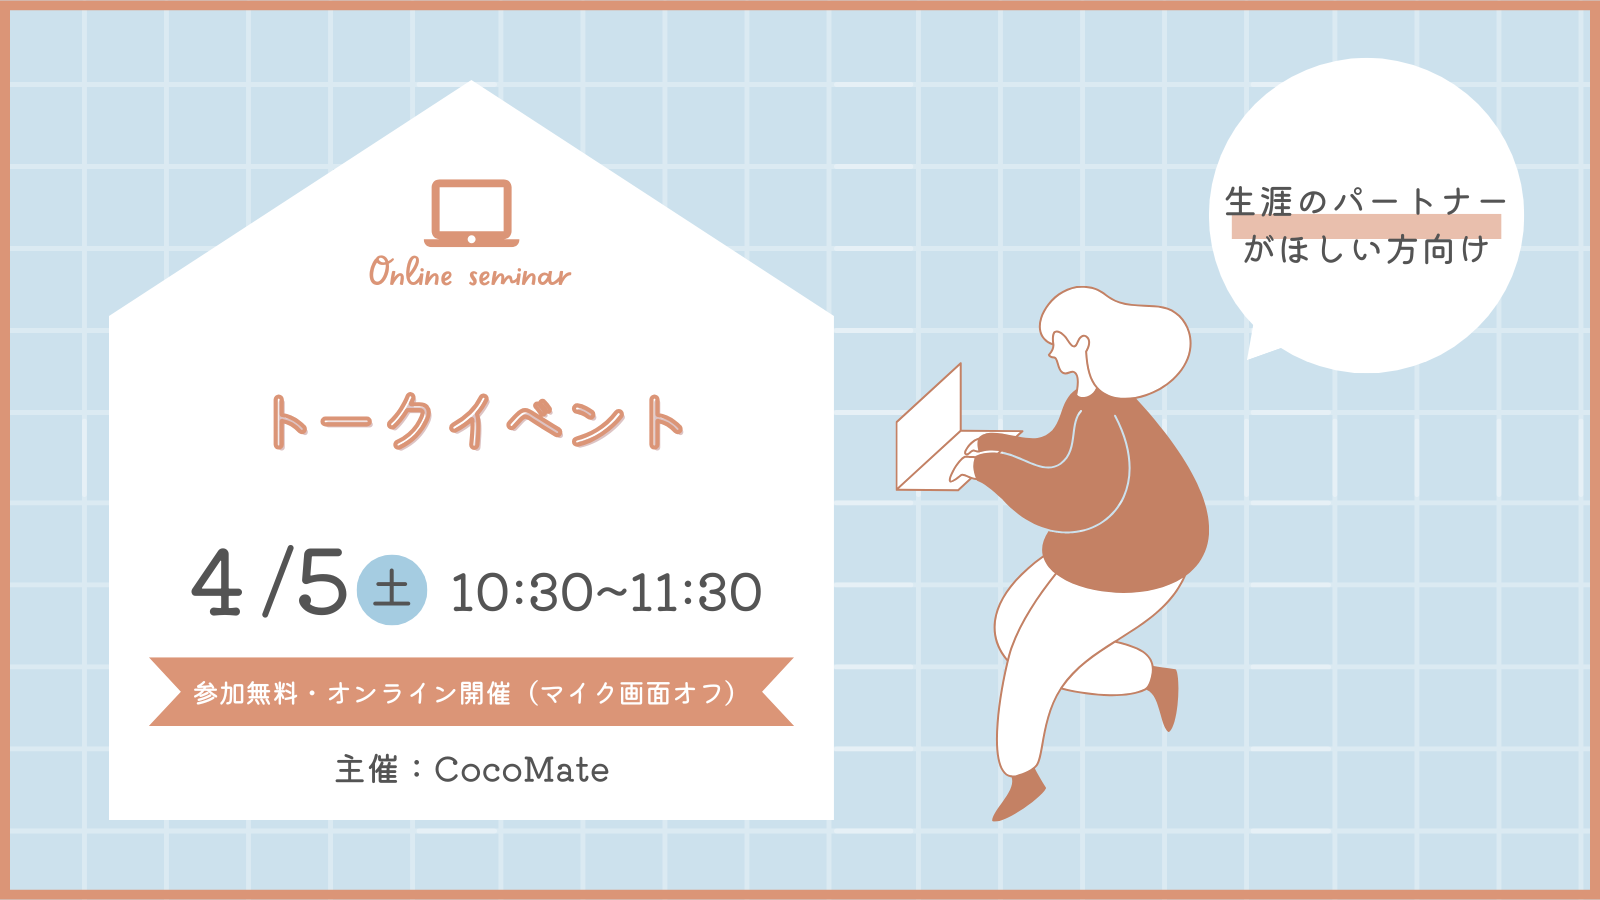 Online seminar
トークイベント
4/5 土 10:30~11:30
参加無料・オンライン開催（マイク画面オフ）
主催：CocoMate
生涯のパートナー
がほしい方向け